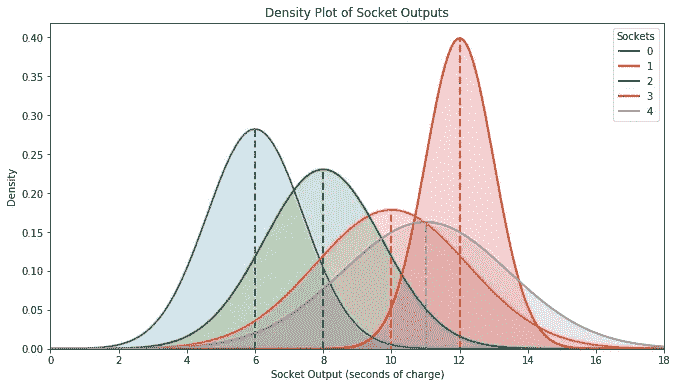 Density Plot of Socket Outputs
0.40
0.35
0.30
0.25
0.20
0.15
0.10
0.05
0.00
Density
Sockets
0
1
2
3
4
0 2 4 6 8 10 12 14 16 18
Socket Output (seconds of charge)